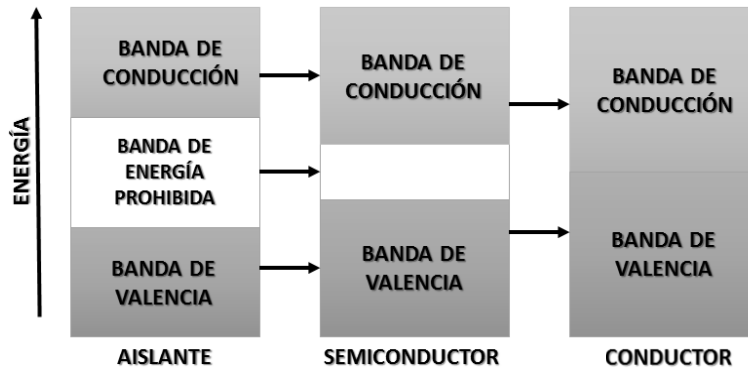 ENERGÍA
BANDA DE
CONDUCCIÓN
BANDA DE
ENERGÍA
PROHIBIDA
BANDA DE
VALENCIA
AISLANTE
BANDA DE
CONDUCCIÓN
BANDA DE
VALENCIA
SEMICONDUCTOR
BANDA DE
CONDUCCIÓN
BANDA DE
VALENCIA
CONDUCTOR